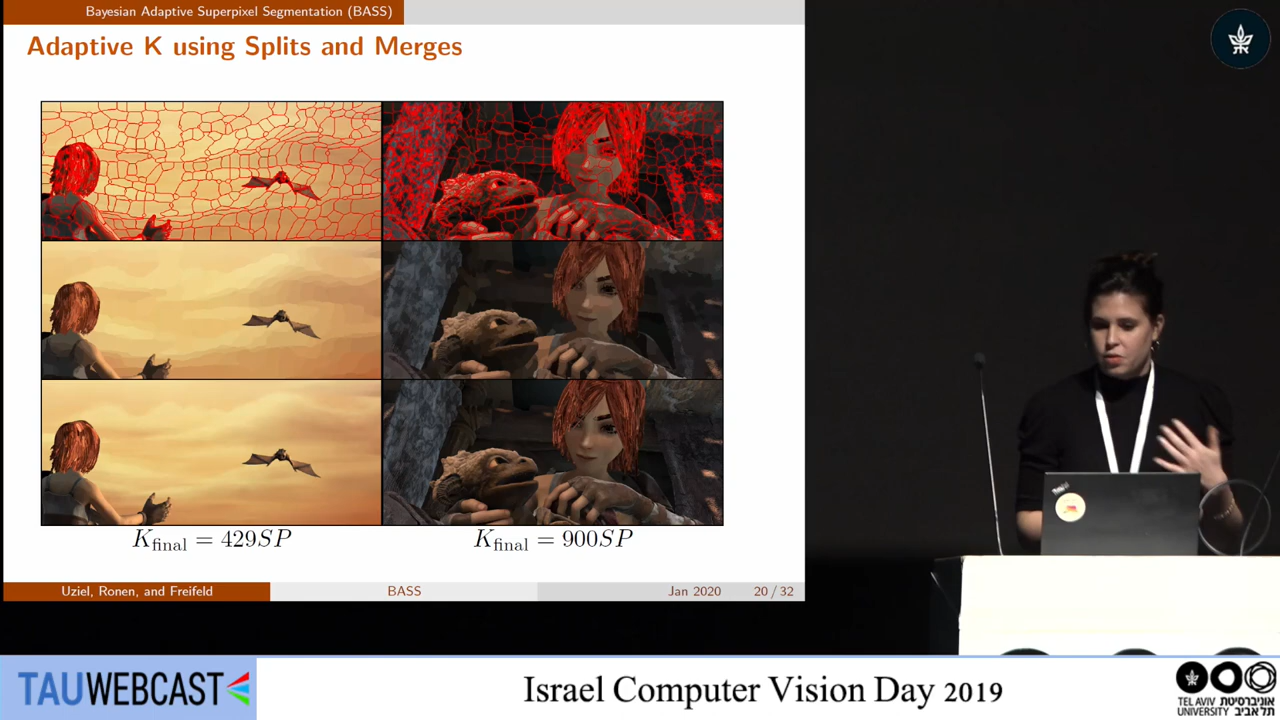 Bayesian Adaptive Superpixel Segmentation (BASS)
Adaptive K using Splits and Merges
K_final = 429SP
K_final = 900SP
Uziel, Ronen, and Freifeld
BASS
Jan 2020
20 / 32
TAUWEBCAST
Israel Computer Vision Day 2019
TEL AVIV
UNIVERSITY
אוניברסיטת
תל אביב